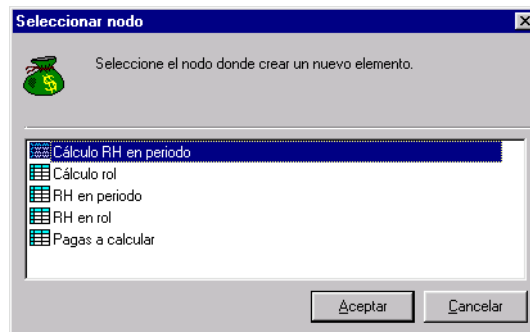 Seleccionar nodo
Seleccione el nodo donde crear un nuevo elemento.
Cálculo RH en periodo
Cálculo rol
RH en periodo
RH en rol
Pagas a calcular
Aceptar
Cancelar